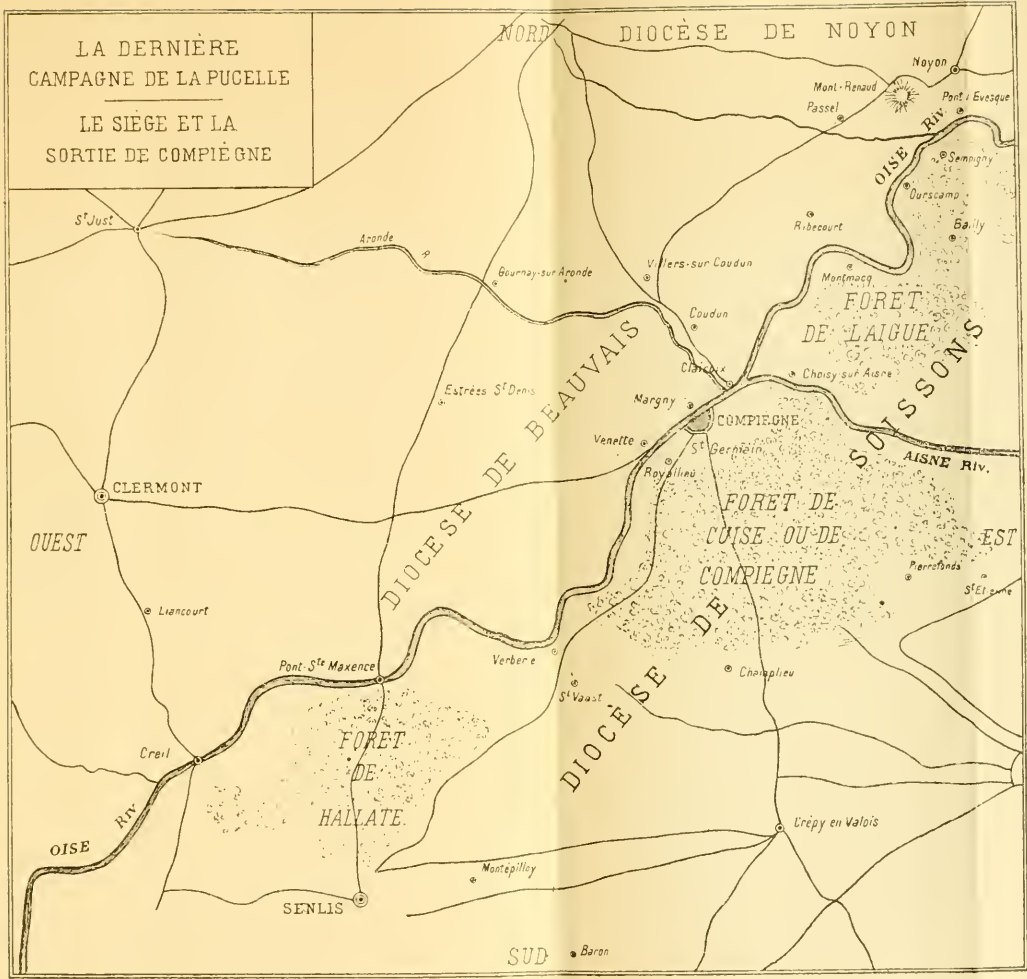 LA DERNIÈRE
CAMPAGNE DE LA PUCELLE
LE SIÈGE ET LA
SORTIE DE COMPIÈGNE
NORD
DIOCÈSE DE NOYON
Noyon
Mont-Renaud
Passel
Pont l'Evesque
OISE Riv.
Sempigny
Ourscamp
Bailly
Ribecourt
Montmacq
St Just
Aronde R.
Gournay-sur Aronde
Villers-sur Coudun
Coudun
FORET
DE LAIGUE
Clairoix
Choisy-sur Aisne
Estrées St Denis
Margny
COMPIEGNE
Venette
St Germain
Royallieu
AISNE Riv.
CLERMONT
DIOCÈSE DE BEAUVAIS
DIOCÈSE DE SOISSONS
OUEST
FORET DE
CUISE OU DE
COMPIEGNE
EST
Pierrefonds
St Etienne
Liancourt
Verberie
Pont-Ste Maxence
St Vaast
Champlieu
Creil
FORET
DE
HALLATE
OISE RIV
Crépy en Valois
Montépilloy
SENLIS
SUD
Baron